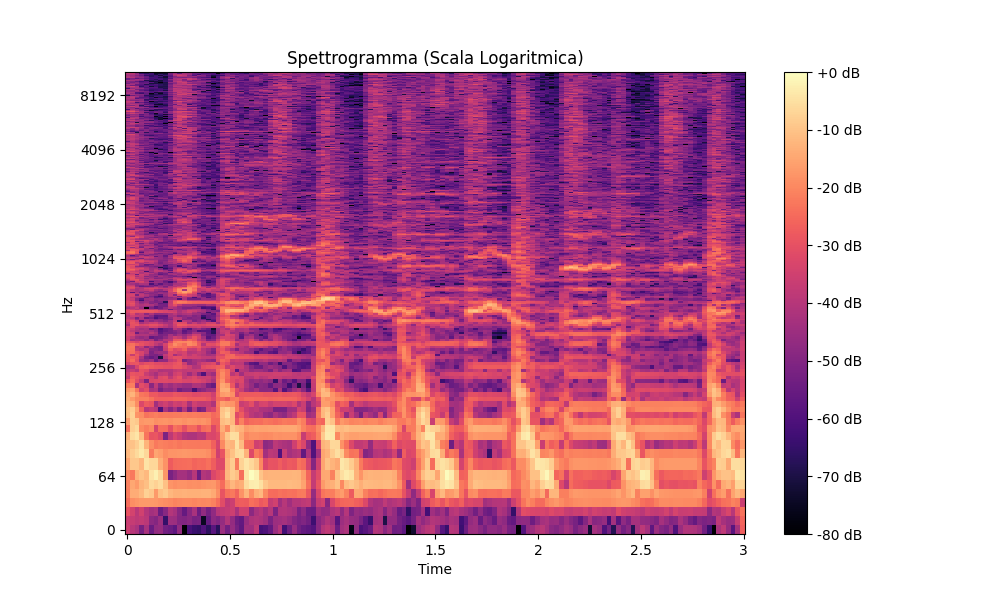 Spettrogramma (Scala Logaritmica)
Hz
8192
4096
2048
1024
512
256
128
64
0
0 0.5 1 1.5 2 2.5 3
Time
+0 dB
-10 dB
-20 dB
-30 dB
-40 dB
-50 dB
-60 dB
-70 dB
-80 dB